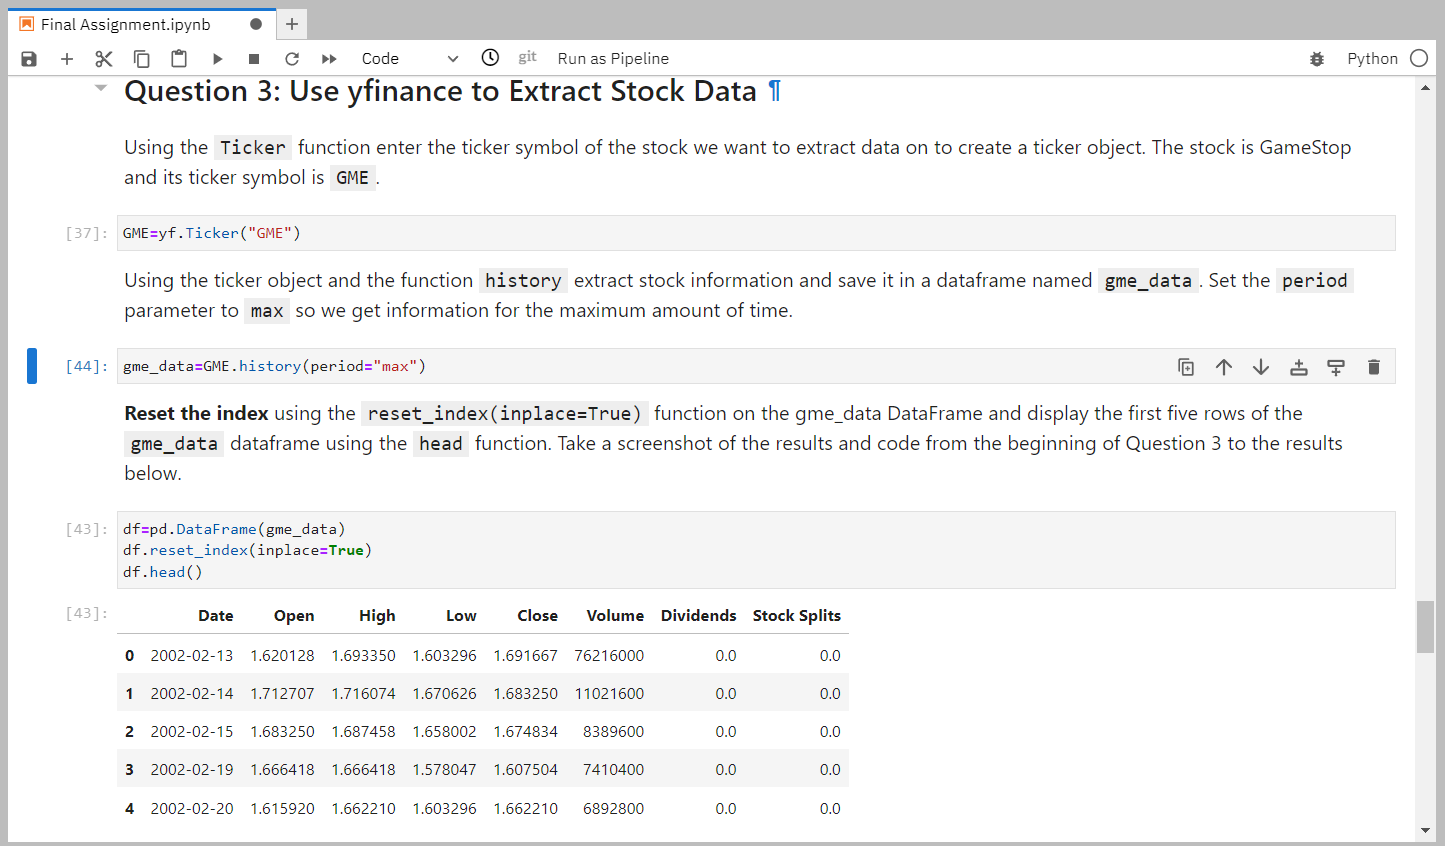 Final Assignment.ipynb
Code git Run as Pipeline Python
Question 3: Use yfinance to Extract Stock Data ¶
Using the Ticker function enter the ticker symbol of the stock we want to extract data on to create a ticker object. The stock is GameStop
and its ticker symbol is GME.
[37]: GME=yf.Ticker("GME")
Using the ticker object and the function history extract stock information and save it in a dataframe named gme_data. Set the period
parameter to max so we get information for the maximum amount of time.
[44]: gme_data=GME.history(period="max")
Reset the index using the reset_index(inplace=True) function on the gme_data DataFrame and display the first five rows of the
gme_data dataframe using the head function. Take a screenshot of the results and code from the beginning of Question 3 to the results
below.
[43]: df=pd.DataFrame(gme_data)
df.reset_index(inplace=True)
df.head()
[43]: Date Open High Low Close Volume Dividends Stock Splits
0 2002-02-13 1.620128 1.693350 1.603296 1.691667 76216000 0.0 0.0
1 2002-02-14 1.712707 1.716074 1.670626 1.683250 11021600 0.0 0.0
2 2002-02-15 1.683250 1.687458 1.658002 1.674834 8389600 0.0 0.0
3 2002-02-19 1.666418 1.666418 1.578047 1.607504 7410400 0.0 0.0
4 2002-02-20 1.615920 1.662210 1.603296 1.662210 6892800 0.0 0.0